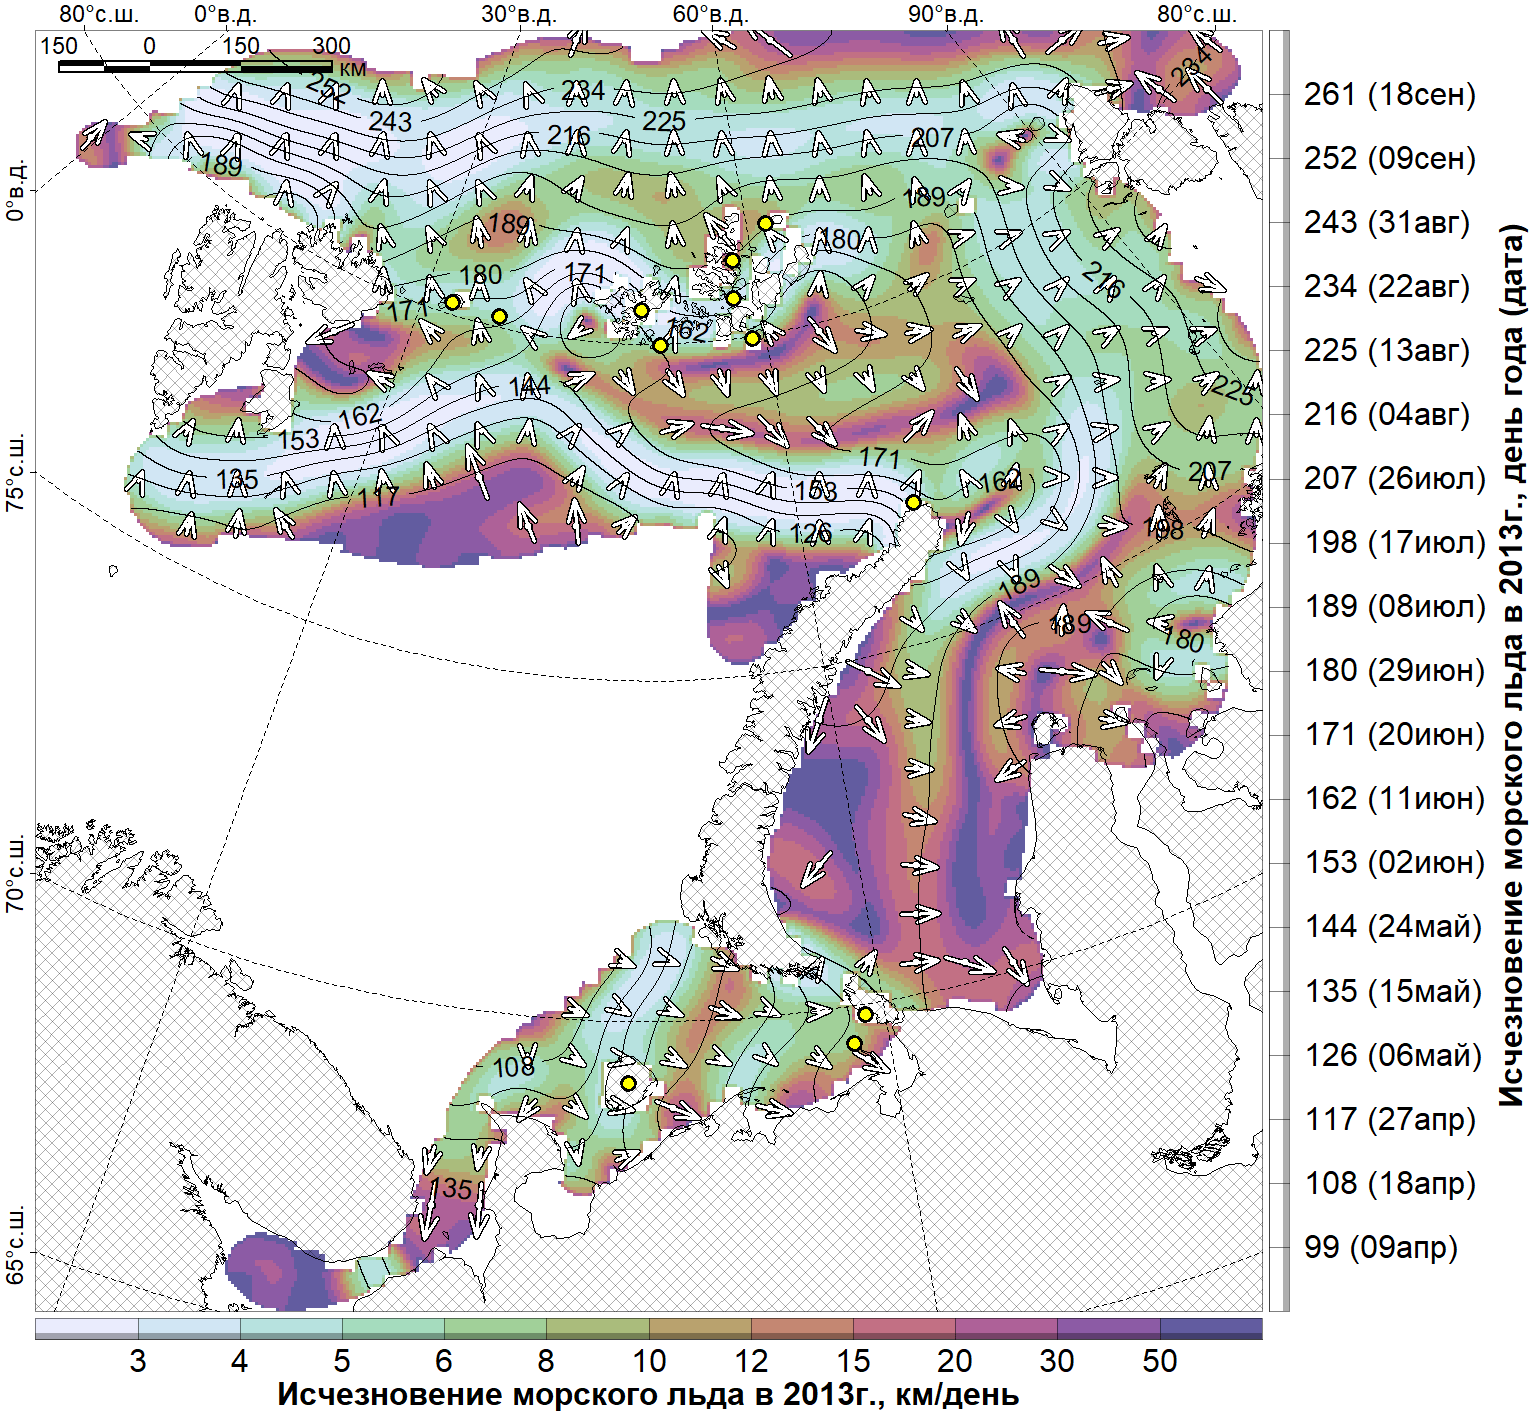 80°с.ш. 0°в.д. 30°в.д. 60°в.д. 90°в.д. 80°с.ш.
150 0 150 300 км
0°в.д.
75°с.ш.
70°с.ш.
65°с.ш.
252 234 234
243 216 225 207
189 189
189 180
180 171 216
171 162
144 225
162
153
135 171 207
117 153 162
126 198
189 189
180
108
135
261 (18сен)
252 (09сен)
243 (31авг)
234 (22авг)
225 (13авг)
216 (04авг)
207 (26июл)
198 (17июл)
189 (08июл)
180 (29июн)
171 (20июн)
162 (11июн)
153 (02июн)
144 (24май)
135 (15май)
126 (06май)
117 (27апр)
108 (18апр)
99 (09апр)
Исчезновение морского льда в 2013г., день года (дата)
3 4 5 6 8 10 12 15 20 30 50
Исчезновение морского льда в 2013г., км/день